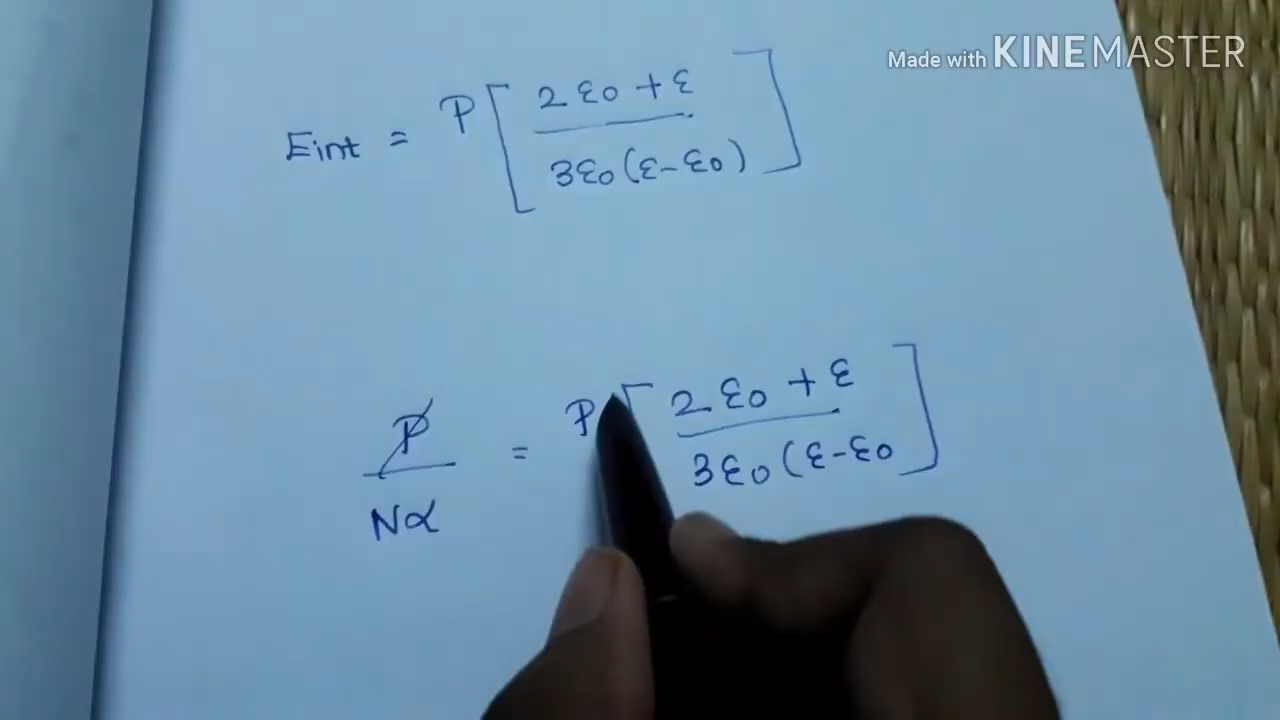 Made with KINEMASTER
Eint = P [ 2ε0 + ε / 3ε0(ε-ε0) ]
P / Nα = P [ 2ε0 + ε / 3ε0(ε-ε0 ]